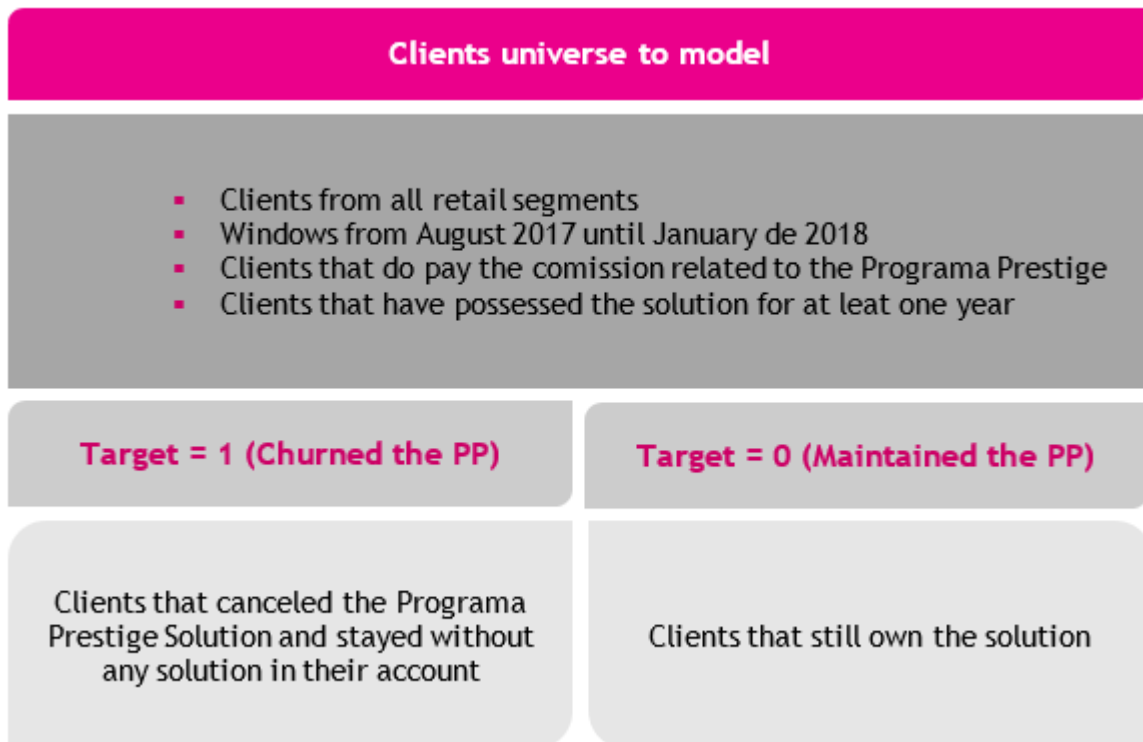 Clients universe to model
▪ Clients from all retail segments
▪ Windows from August 2017 until January de 2018
▪ Clients that do pay the comission related to the Programa Prestige
▪ Clients that have possessed the solution for at leat one year
Target = 1 (Churned the PP)
Target = 0 (Maintained the PP)
Clients that canceled the Programa
Prestige Solution and stayed without
any solution in their account
Clients that still own the solution